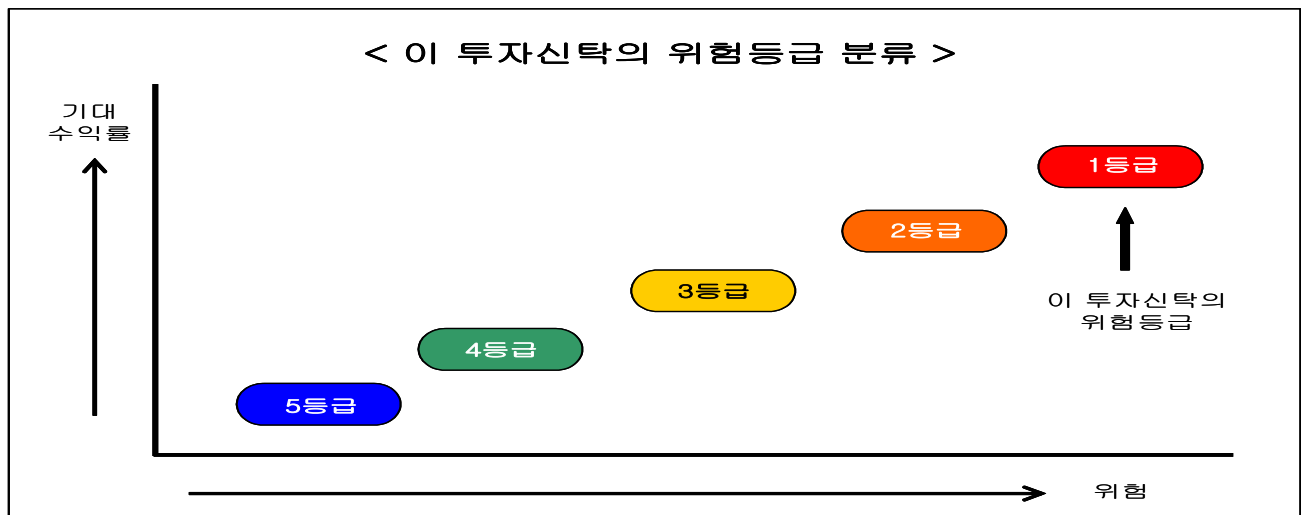 < 이 투자신탁의 위험등급 분류 >
기대
수익률
1등급
2등급
3등급
이 투자신탁의
위험등급
4등급
5등급
위험